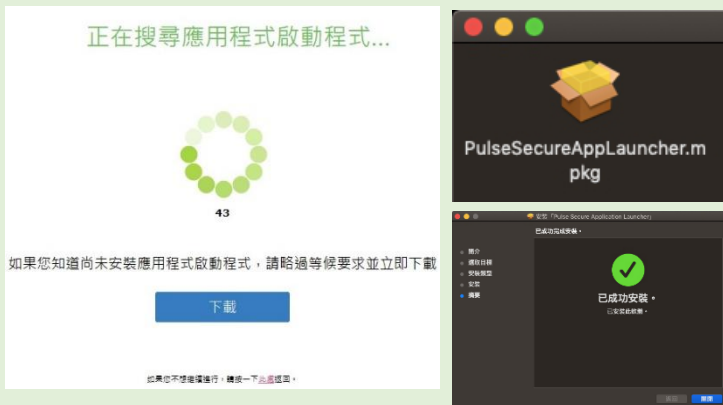 正在搜尋應用程式啟動程式...
43
如果您知道尚未安裝應用程式啟動程式，請略過等候要求並立即下載
下載
如果您不想繼續進行，請按一下此處返回。
PulseSecureAppLauncher.m
pkg
安裝「Pulse Secure Application Launcher」
已成功完成安裝。
簡介
選取目標
安裝類型
安裝
摘要
已成功安裝。
已安裝此軟體。
關閉